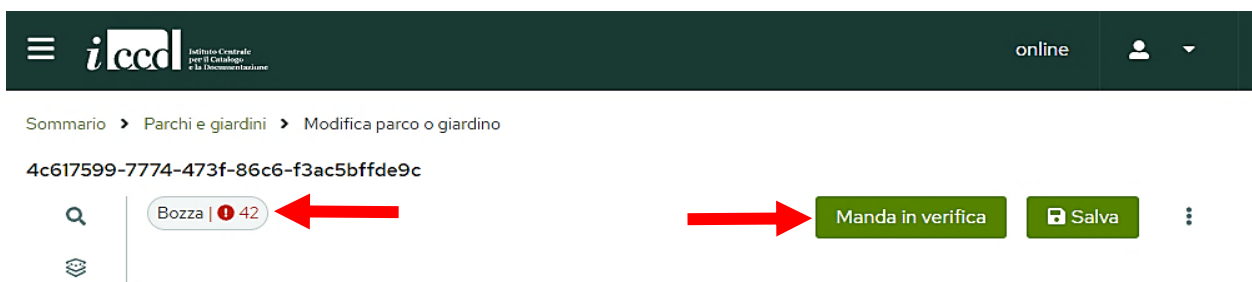 iccd Istituto Centrale
per il Catalogo
e la Documentazione
online
Sommario > Parchi e giardini > Modifica parco o giardino
4c617599-7774-473f-86c6-f3ac5bffde9c
Bozza | 42
Manda in verifica
Salva